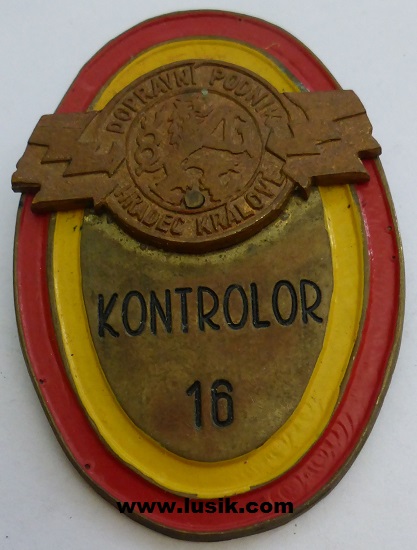 DOPRAVNÍ PODNIK
HRADEC KRÁLOVÉ
KONTROLOR
16
www.lusik.com